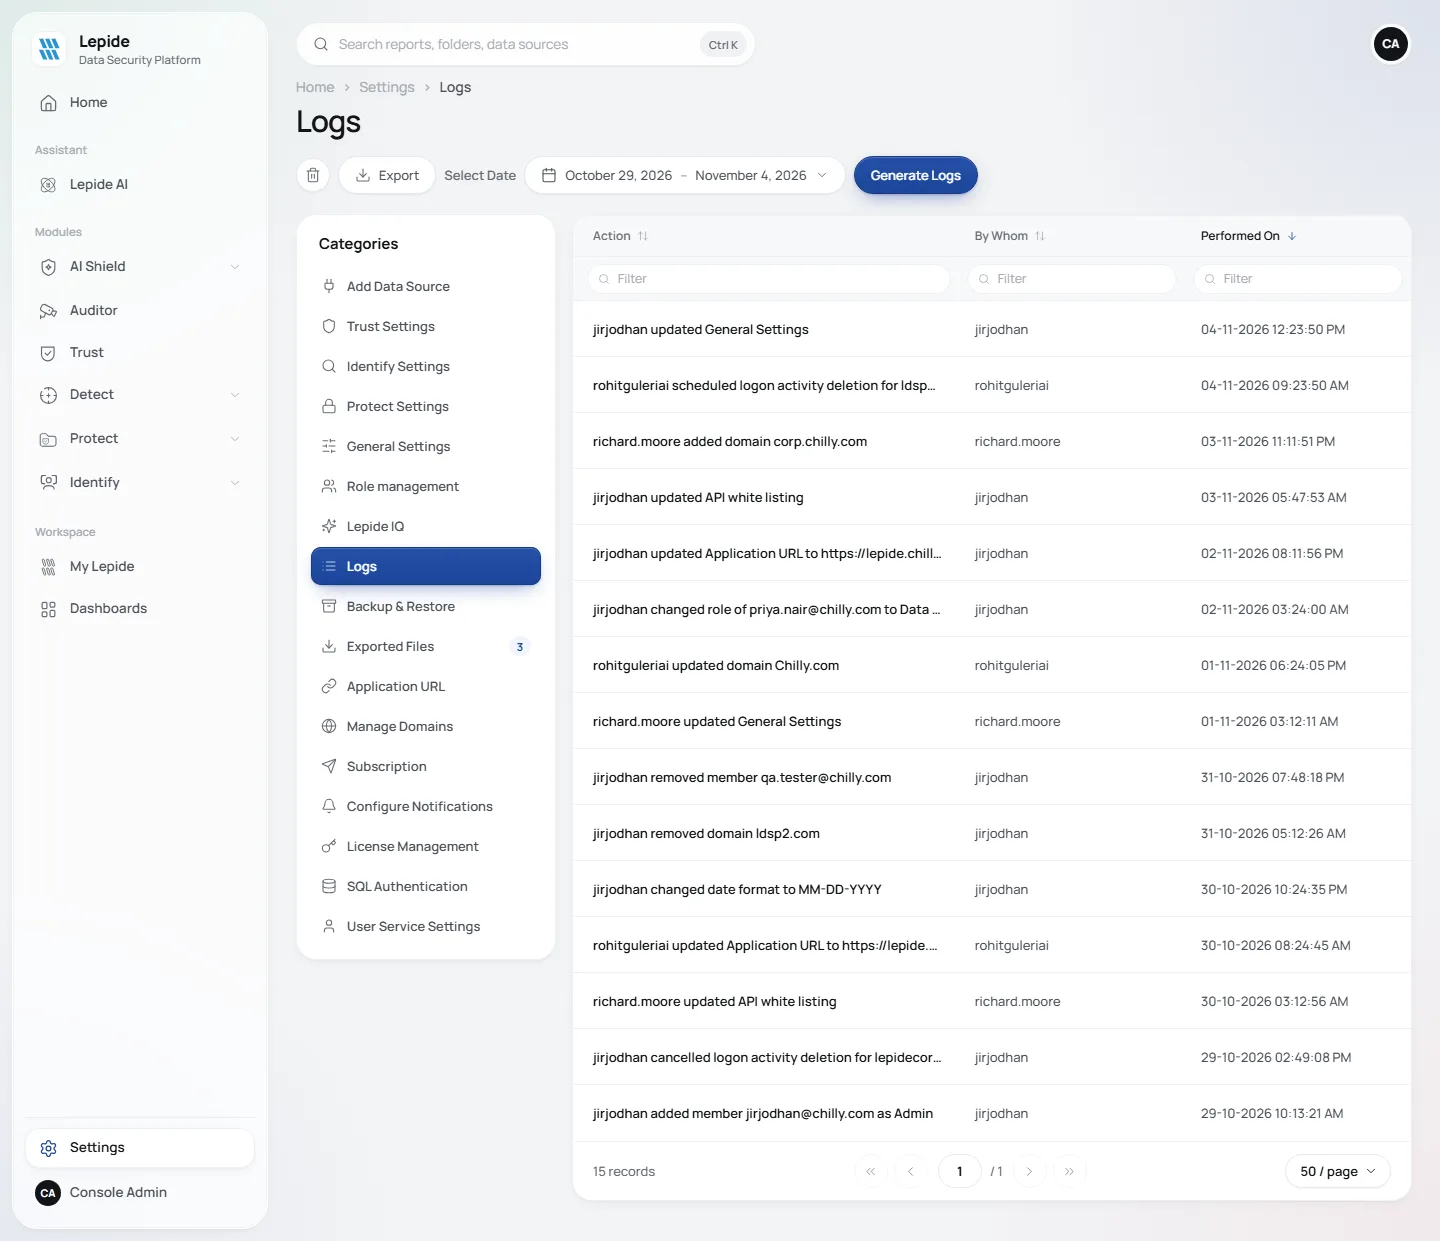 Lepide
Data Security Platform
Home
Assistant
Lepide AI
Modules
AI Shield
Auditor
Trust
Detect
Protect
Identify
Workspace
My Lepide
Dashboards
Settings
CA Console Admin
Search reports, folders, data sources Ctrl K
CA
Home > Settings > Logs
Logs
Export Select Date October 29, 2026 – November 4, 2026 Generate Logs
Categories
Add Data Source
Trust Settings
Identify Settings
Protect Settings
General Settings
Role management
Lepide IQ
Logs
Backup & Restore
Exported Files 3
Application URL
Manage Domains
Subscription
Configure Notifications
License Management
SQL Authentication
User Service Settings
Action By Whom Performed On
Filter Filter Filter
jirjodhan updated General Settings jirjodhan 04-11-2026 12:23:50 PM
rohitguleriai scheduled logon activity deletion for ldsp... rohitguleriai 04-11-2026 09:23:50 AM
richard.moore added domain corp.chilly.com richard.moore 03-11-2026 11:11:51 PM
jirjodhan updated API white listing jirjodhan 03-11-2026 05:47:53 AM
jirjodhan updated Application URL to https://lepide.chill... jirjodhan 02-11-2026 08:11:56 PM
jirjodhan changed role of priya.nair@chilly.com to Data ... jirjodhan 02-11-2026 03:24:00 AM
rohitguleriai updated domain Chilly.com rohitguleriai 01-11-2026 06:24:05 PM
richard.moore updated General Settings richard.moore 01-11-2026 03:12:11 AM
jirjodhan removed member qa.tester@chilly.com jirjodhan 31-10-2026 07:48:18 PM
jirjodhan removed domain ldsp2.com jirjodhan 31-10-2026 05:12:26 AM
jirjodhan changed date format to MM-DD-YYYY jirjodhan 30-10-2026 10:24:35 PM
rohitguleriai updated Application URL to https://lepide.... rohitguleriai 30-10-2026 08:24:45 AM
richard.moore updated API white listing richard.moore 30-10-2026 03:12:56 AM
jirjodhan cancelled logon activity deletion for lepidecor... jirjodhan 29-10-2026 02:49:08 PM
jirjodhan added member jirjodhan@chilly.com as Admin jirjodhan 29-10-2026 10:13:21 AM
15 records 1 / 1 50 / page